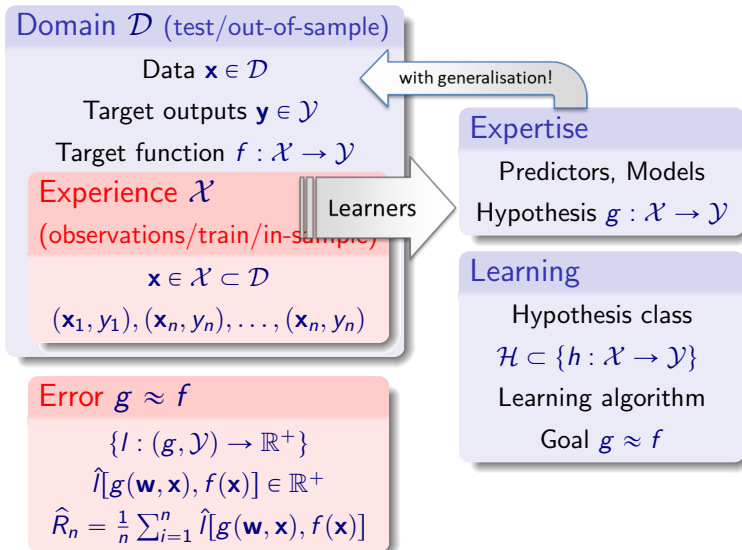 Domain 𝒟 (test/out-of-sample)
Data 𝐱 ∈ 𝒟
Target outputs 𝐲 ∈ 𝒴
Target function f : 𝒳 → 𝒴
Experience 𝒳
(observations/train/in-sample)
𝐱 ∈ 𝒳 ⊂ 𝒟
(𝐱₁, y₁), (𝐱ₙ, yₙ), . . . , (𝐱ₙ, yₙ)
Learners
with generalisation!
Expertise
Predictors, Models
Hypothesis g : 𝒳 → 𝒴
Learning
Hypothesis class
ℋ ⊂ {h : 𝒳 → 𝒴}
Learning algorithm
Goal g ≈ f
Error g ≈ f
{l : (g, 𝒴) → ℝ⁺}
l̂[g(𝐰, 𝐱), f(𝐱)] ∈ ℝ⁺
R̂ₙ = 1/n ∑ⁿᵢ₌₁ l̂[g(𝐰, 𝐱), f(𝐱)]